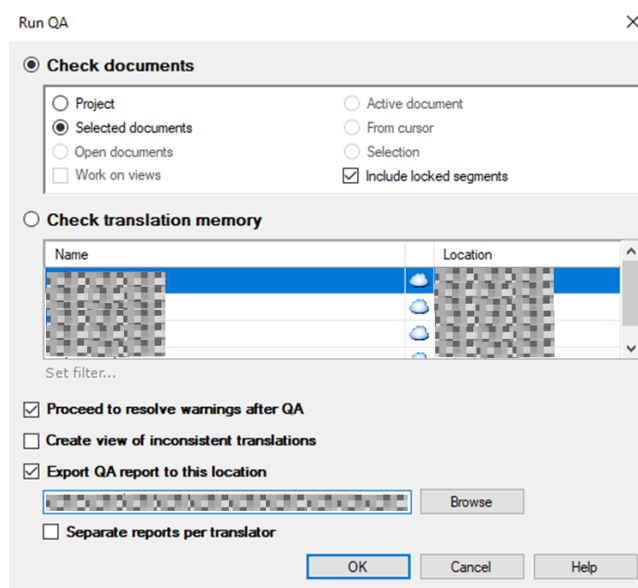 Run QA
Check documents
Project
Active document
Selected documents
From cursor
Open documents
Selection
Work on views
Include locked segments
Check translation memory
Name
Location
Set filter...
Proceed to resolve warnings after QA
Create view of inconsistent translations
Export QA report to this location
Browse
Separate reports per translator
OK
Cancel
Help